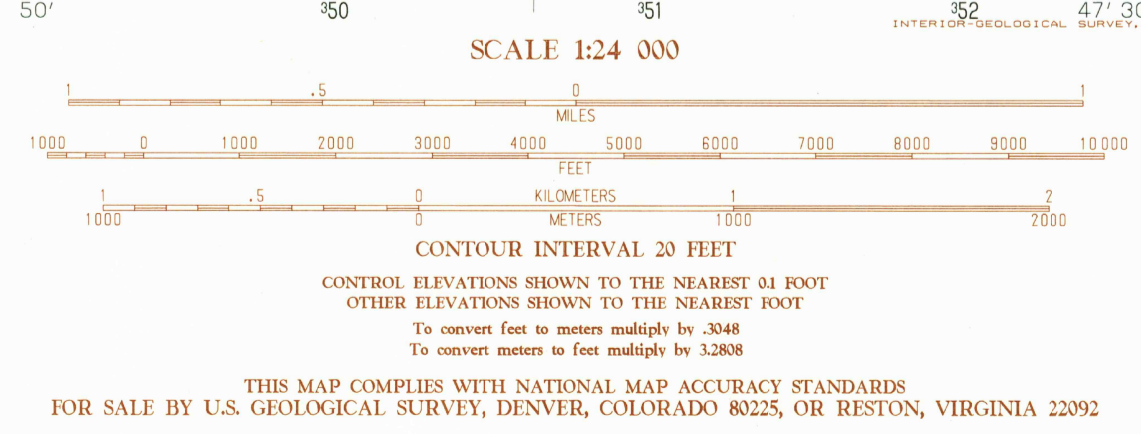 50' ³50 ³51 ³52 47' 30
INTERIOR-GEOLOGICAL SURVEY,
SCALE 1:24 000
1 .5 0 1
MILES
1000 0 1000 2000 3000 4000 5000 6000 7000 8000 9000 10 000
FEET
1 .5 0 KILOMETERS 1 2
1000 0 METERS 1000 2000
CONTOUR INTERVAL 20 FEET
CONTROL ELEVATIONS SHOWN TO THE NEAREST 0.1 FOOT
OTHER ELEVATIONS SHOWN TO THE NEAREST FOOT
To convert feet to meters multiply by .3048
To convert meters to feet multiply by 3.2808
THIS MAP COMPLIES WITH NATIONAL MAP ACCURACY STANDARDS
FOR SALE BY U.S. GEOLOGICAL SURVEY, DENVER, COLORADO 80225, OR RESTON, VIRGINIA 22092